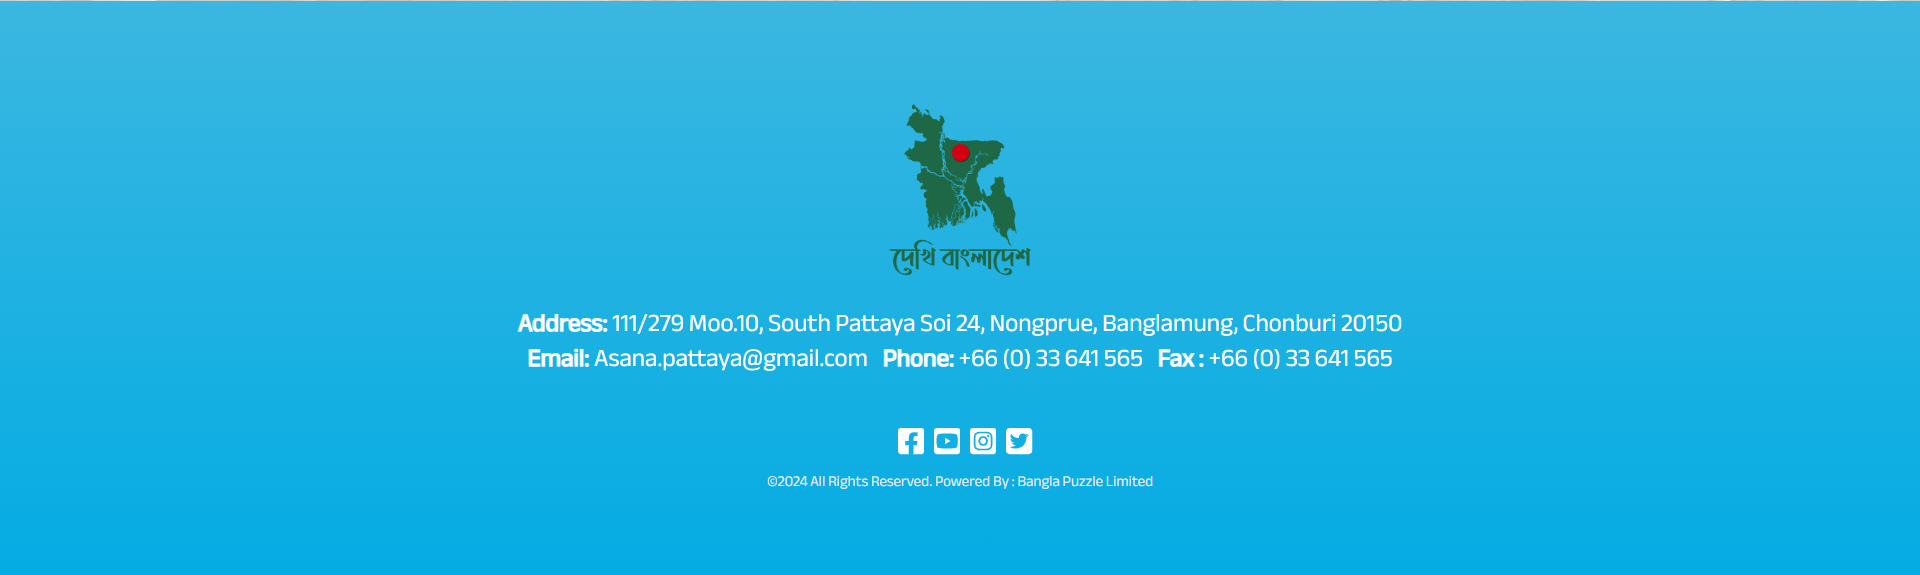 দেখি বাংলাদেশ
Address: 111/279 Moo.10, South Pattaya Soi 24, Nongprue, Banglamung, Chonburi 20150
Email: Asana.pattaya@gmail.com Phone: +66 (0) 33 641 565 Fax : +66 (0) 33 641 565
©2024 All Rights Reserved. Powered By : Bangla Puzzle Limited